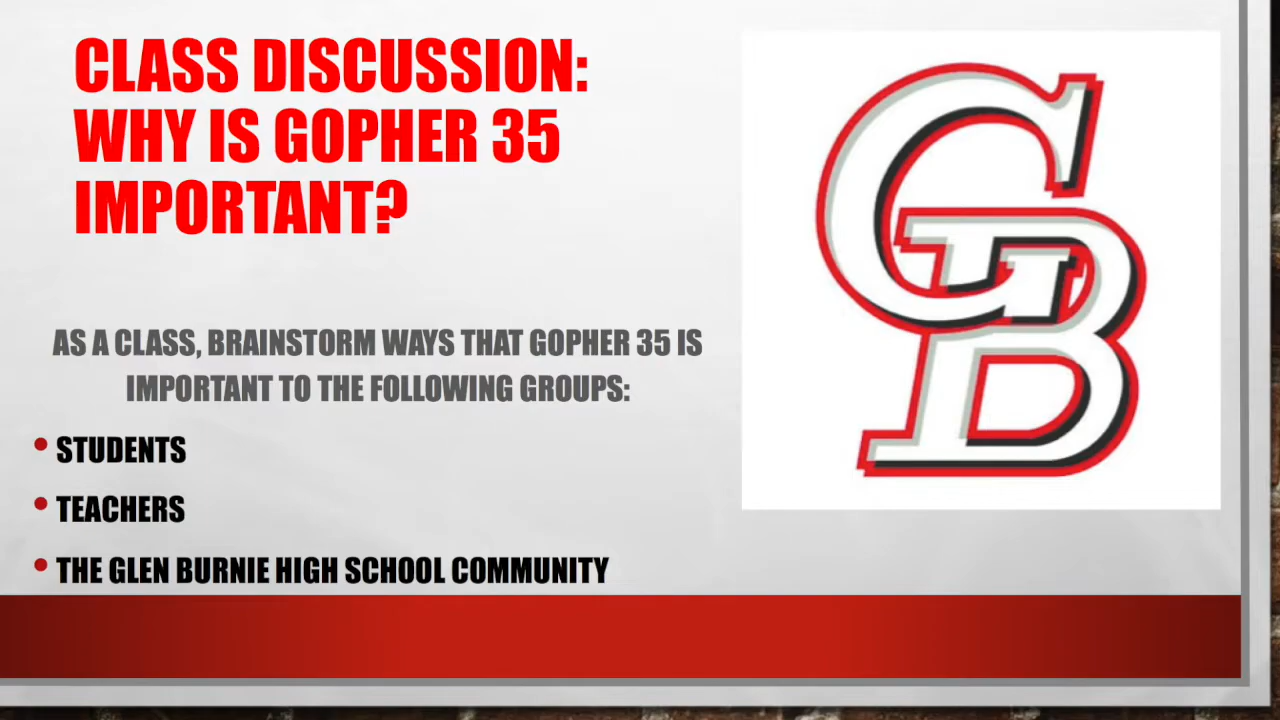 CLASS DISCUSSION:
WHY IS GOPHER 35
IMPORTANT?
AS A CLASS, BRAINSTORM WAYS THAT GOPHER 35 IS
IMPORTANT TO THE FOLLOWING GROUPS:
• STUDENTS
• TEACHERS
• THE GLEN BURNIE HIGH SCHOOL COMMUNITY
GB